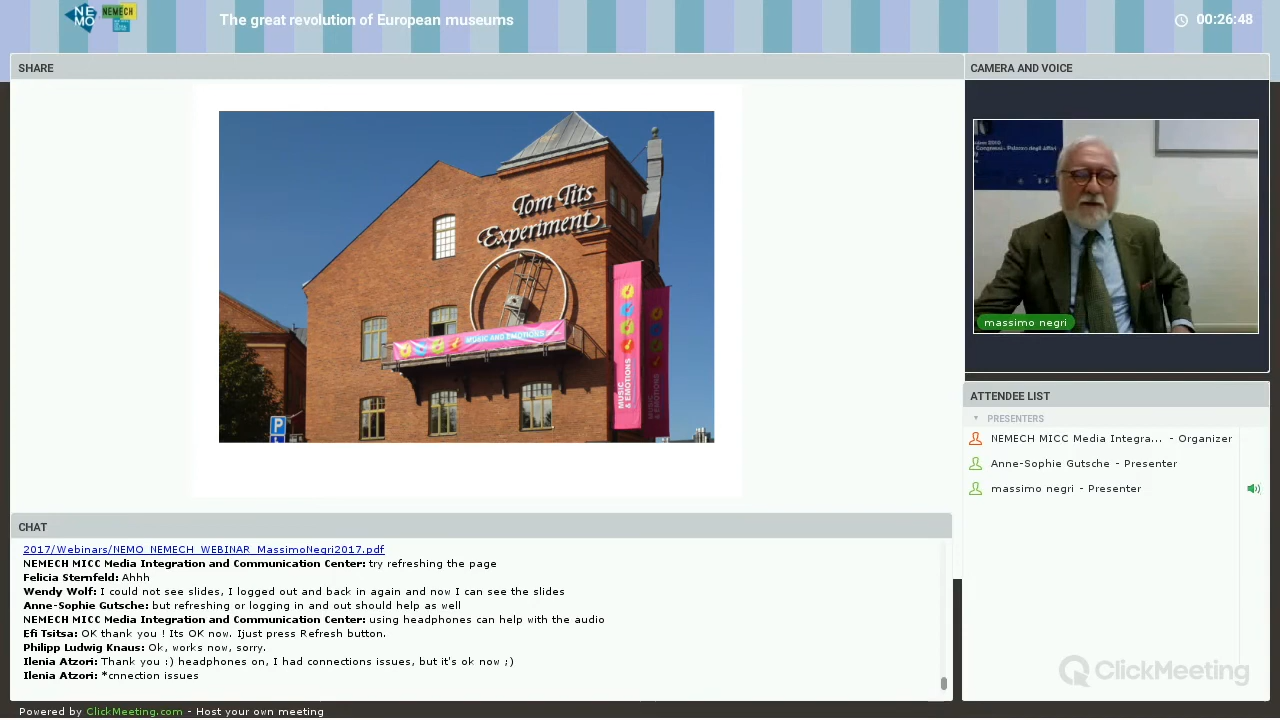 NE
MO
NEMECH
The great revolution of European museums
00:26:48
SHARE
Tom Tits
Experiment
MUSIC AND EMOTIONS
MUSIC
& EMOTIONS
MUSIC
& EMOTIONS
P
CAMERA AND VOICE
massimo negri
ATTENDEE LIST
PRESENTERS
NEMECH MICC Media Integra... - Organizer
Anne-Sophie Gutsche - Presenter
massimo negri - Presenter
CHAT
2017/Webinars/NEMO_NEMECH_WEBINAR_MassimoNegri2017.pdf
NEMECH MICC Media Integration and Communication Center: try refreshing the page
Felicia Sternfeld: Ahhh
Wendy Wolf: I could not see slides, I logged out and back in again and now I can see the slides
Anne-Sophie Gutsche: but refreshing or logging in and out should help as well
NEMECH MICC Media Integration and Communication Center: using headphones can help with the audio
Efi Tsitsa: OK thank you ! Its OK now. Ijust press Refresh button.
Philipp Ludwig Knaus: Ok, works now, sorry.
Ilenia Atzori: Thank you :) headphones on, I had connections issues, but it's ok now ;)
Ilenia Atzori: *cnnection issues
ClickMeeting
Powered by ClickMeeting.com - Host your own meeting